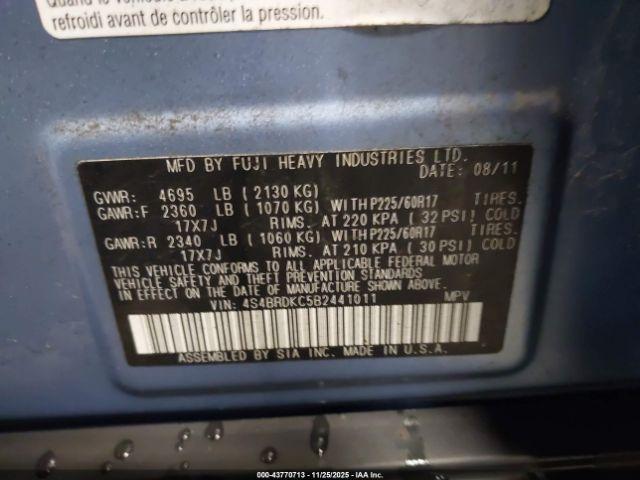 refroidi avant de contrôler la pression.
MFD BY FUJI HEAVY INDUSTRIES LTD.
DATE: 08/11
GVWR: 4695 LB (2130 KG)
GAWR:F 2360 LB (1070 KG) WITH P225/60R17 TIRES.
17X7J RIMS. AT 220 KPA (32 PSI) COLD
GAWR:R 2340 LB (1060 KG) WITH P225/60R17 TIRES.
17X7J RIMS. AT 210 KPA (30 PSI) COLD
THIS VEHICLE CONFORMS TO ALL APPLICABLE FEDERAL MOTOR
VEHICLE SAFETY AND THEFT PREVENTION STANDARDS
IN EFFECT ON THE DATE OF MANUFACTURE SHOWN ABOVE.
VIN: 4S4BRDKC5B2441011 MPV
ASSEMBLED BY SIA INC. MADE IN U.S.A.
000-43770713 - 11/25/2025 - IAA Inc.